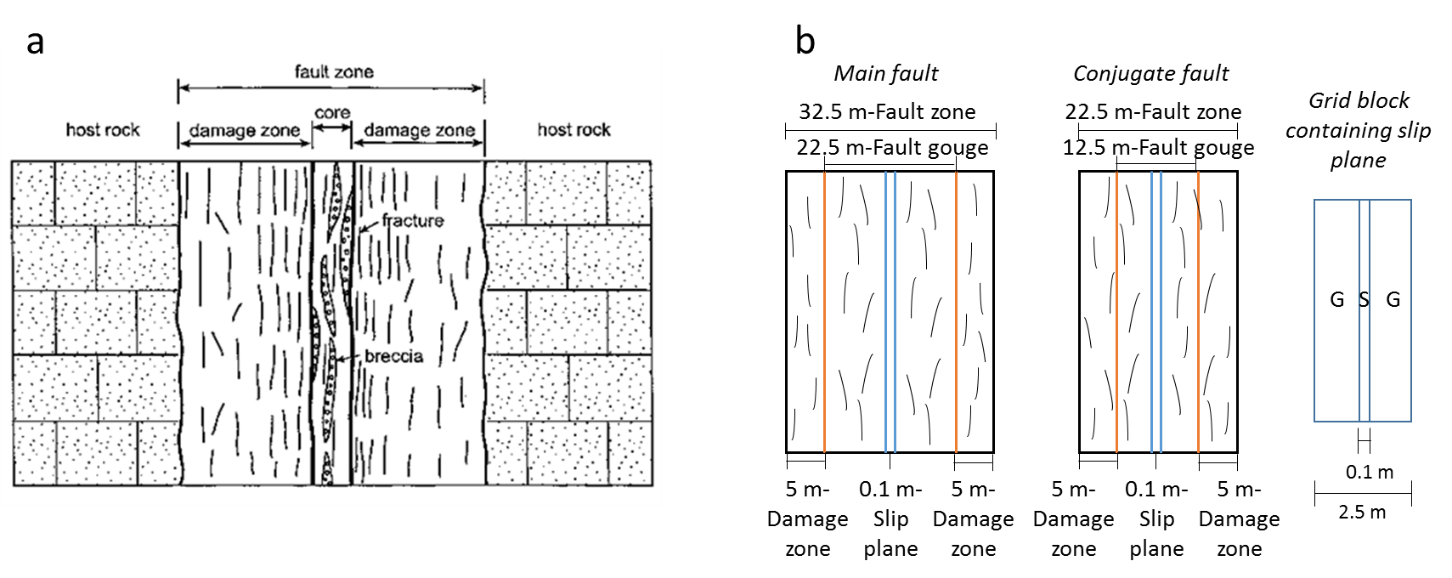 a
fault zone
core
host rock
damage zone
damage zone
host rock
fracture
breccia
b
Main fault
32.5 m-Fault zone
22.5 m-Fault gouge
5 m-
Damage
zone
0.1 m-
Slip
plane
5 m-
Damage
zone
Conjugate fault
22.5 m-Fault zone
12.5 m-Fault gouge
5 m-
Damage
zone
0.1 m-
Slip
plane
5 m-
Damage
zone
Grid block
containing slip
plane
G S G
0.1 m
2.5 m